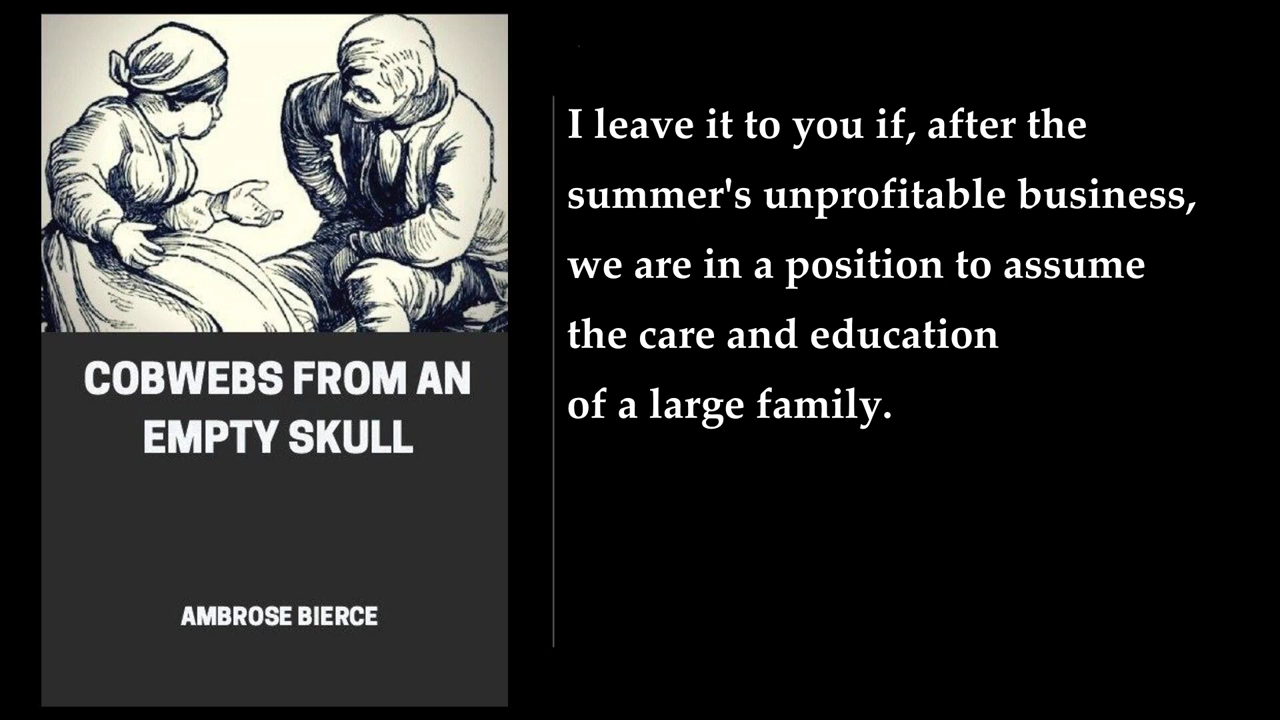 COBWEBS FROM AN
EMPTY SKULL
AMBROSE BIERCE
I leave it to you if, after the
summer's unprofitable business,
we are in a position to assume
the care and education
of a large family.